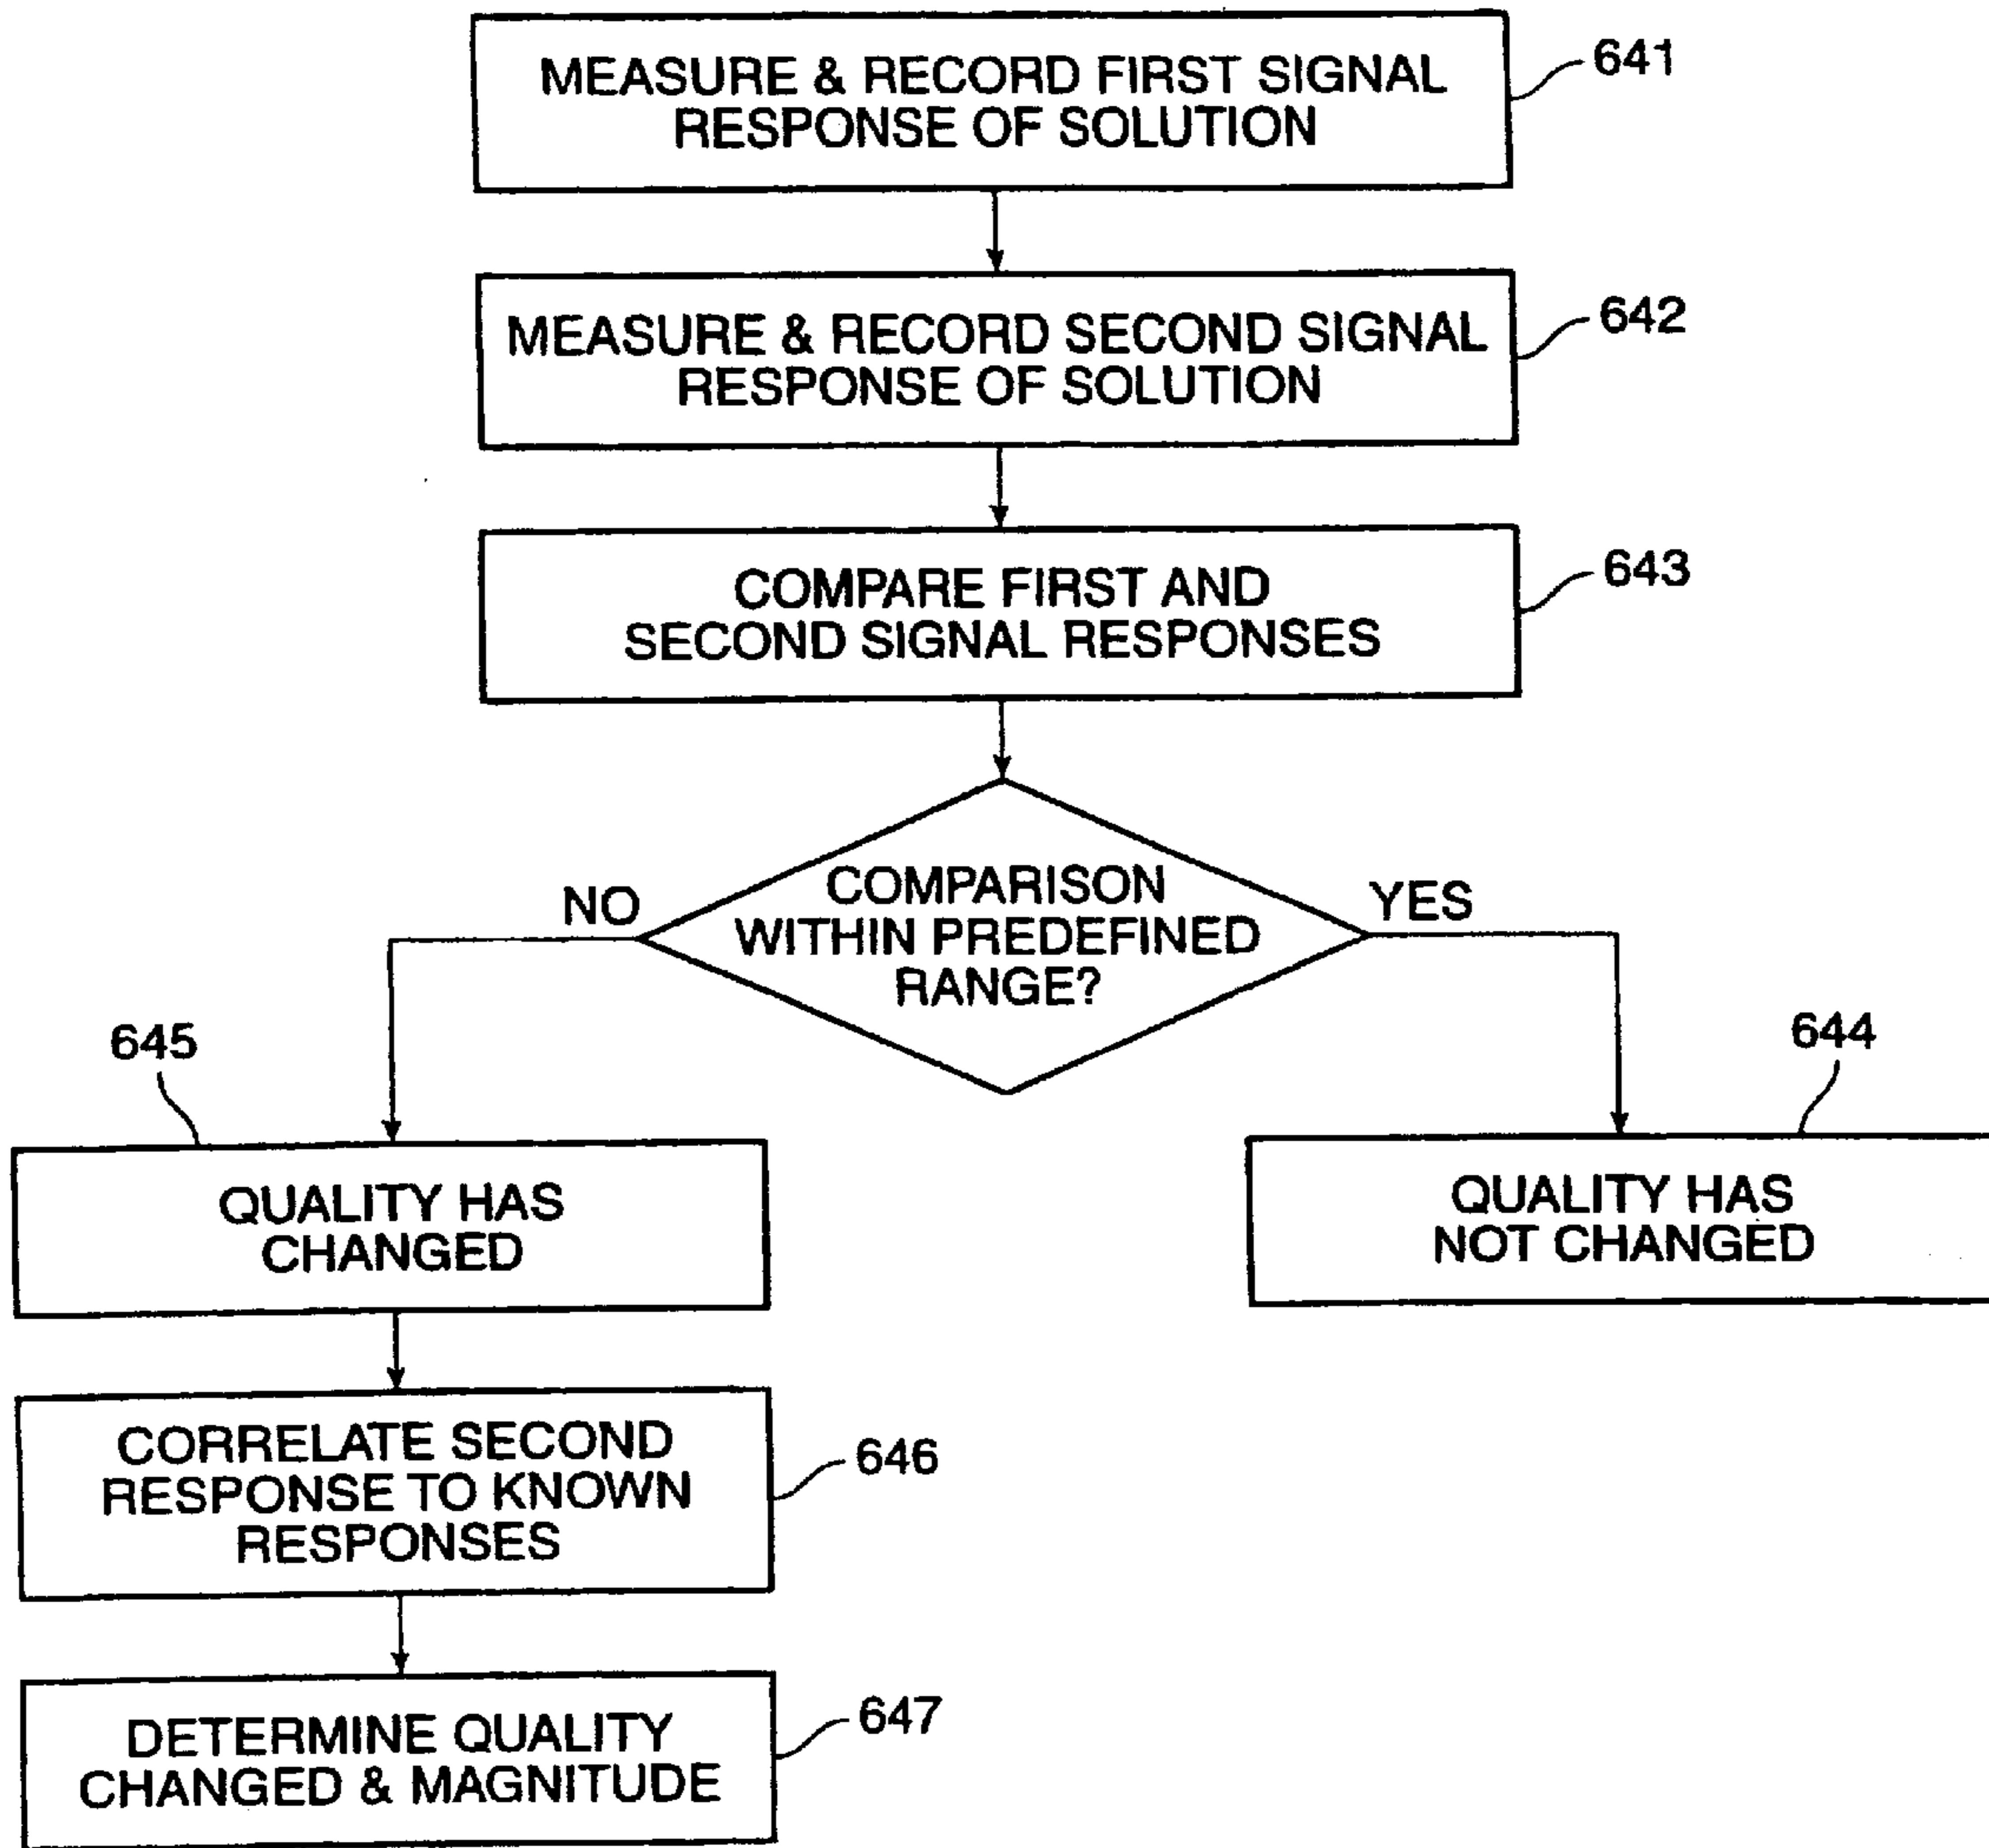 MEASURE & RECORD FIRST SIGNAL
RESPONSE OF SOLUTION
641
MEASURE & RECORD SECOND SIGNAL
RESPONSE OF SOLUTION
642
COMPARE FIRST AND
SECOND SIGNAL RESPONSES
643
COMPARISON
WITHIN PREDEFINED
RANGE?
NO
YES
645
QUALITY HAS
CHANGED
644
QUALITY HAS
NOT CHANGED
CORRELATE SECOND
RESPONSE TO KNOWN
RESPONSES
646
DETERMINE QUALITY
CHANGED & MAGNITUDE
647